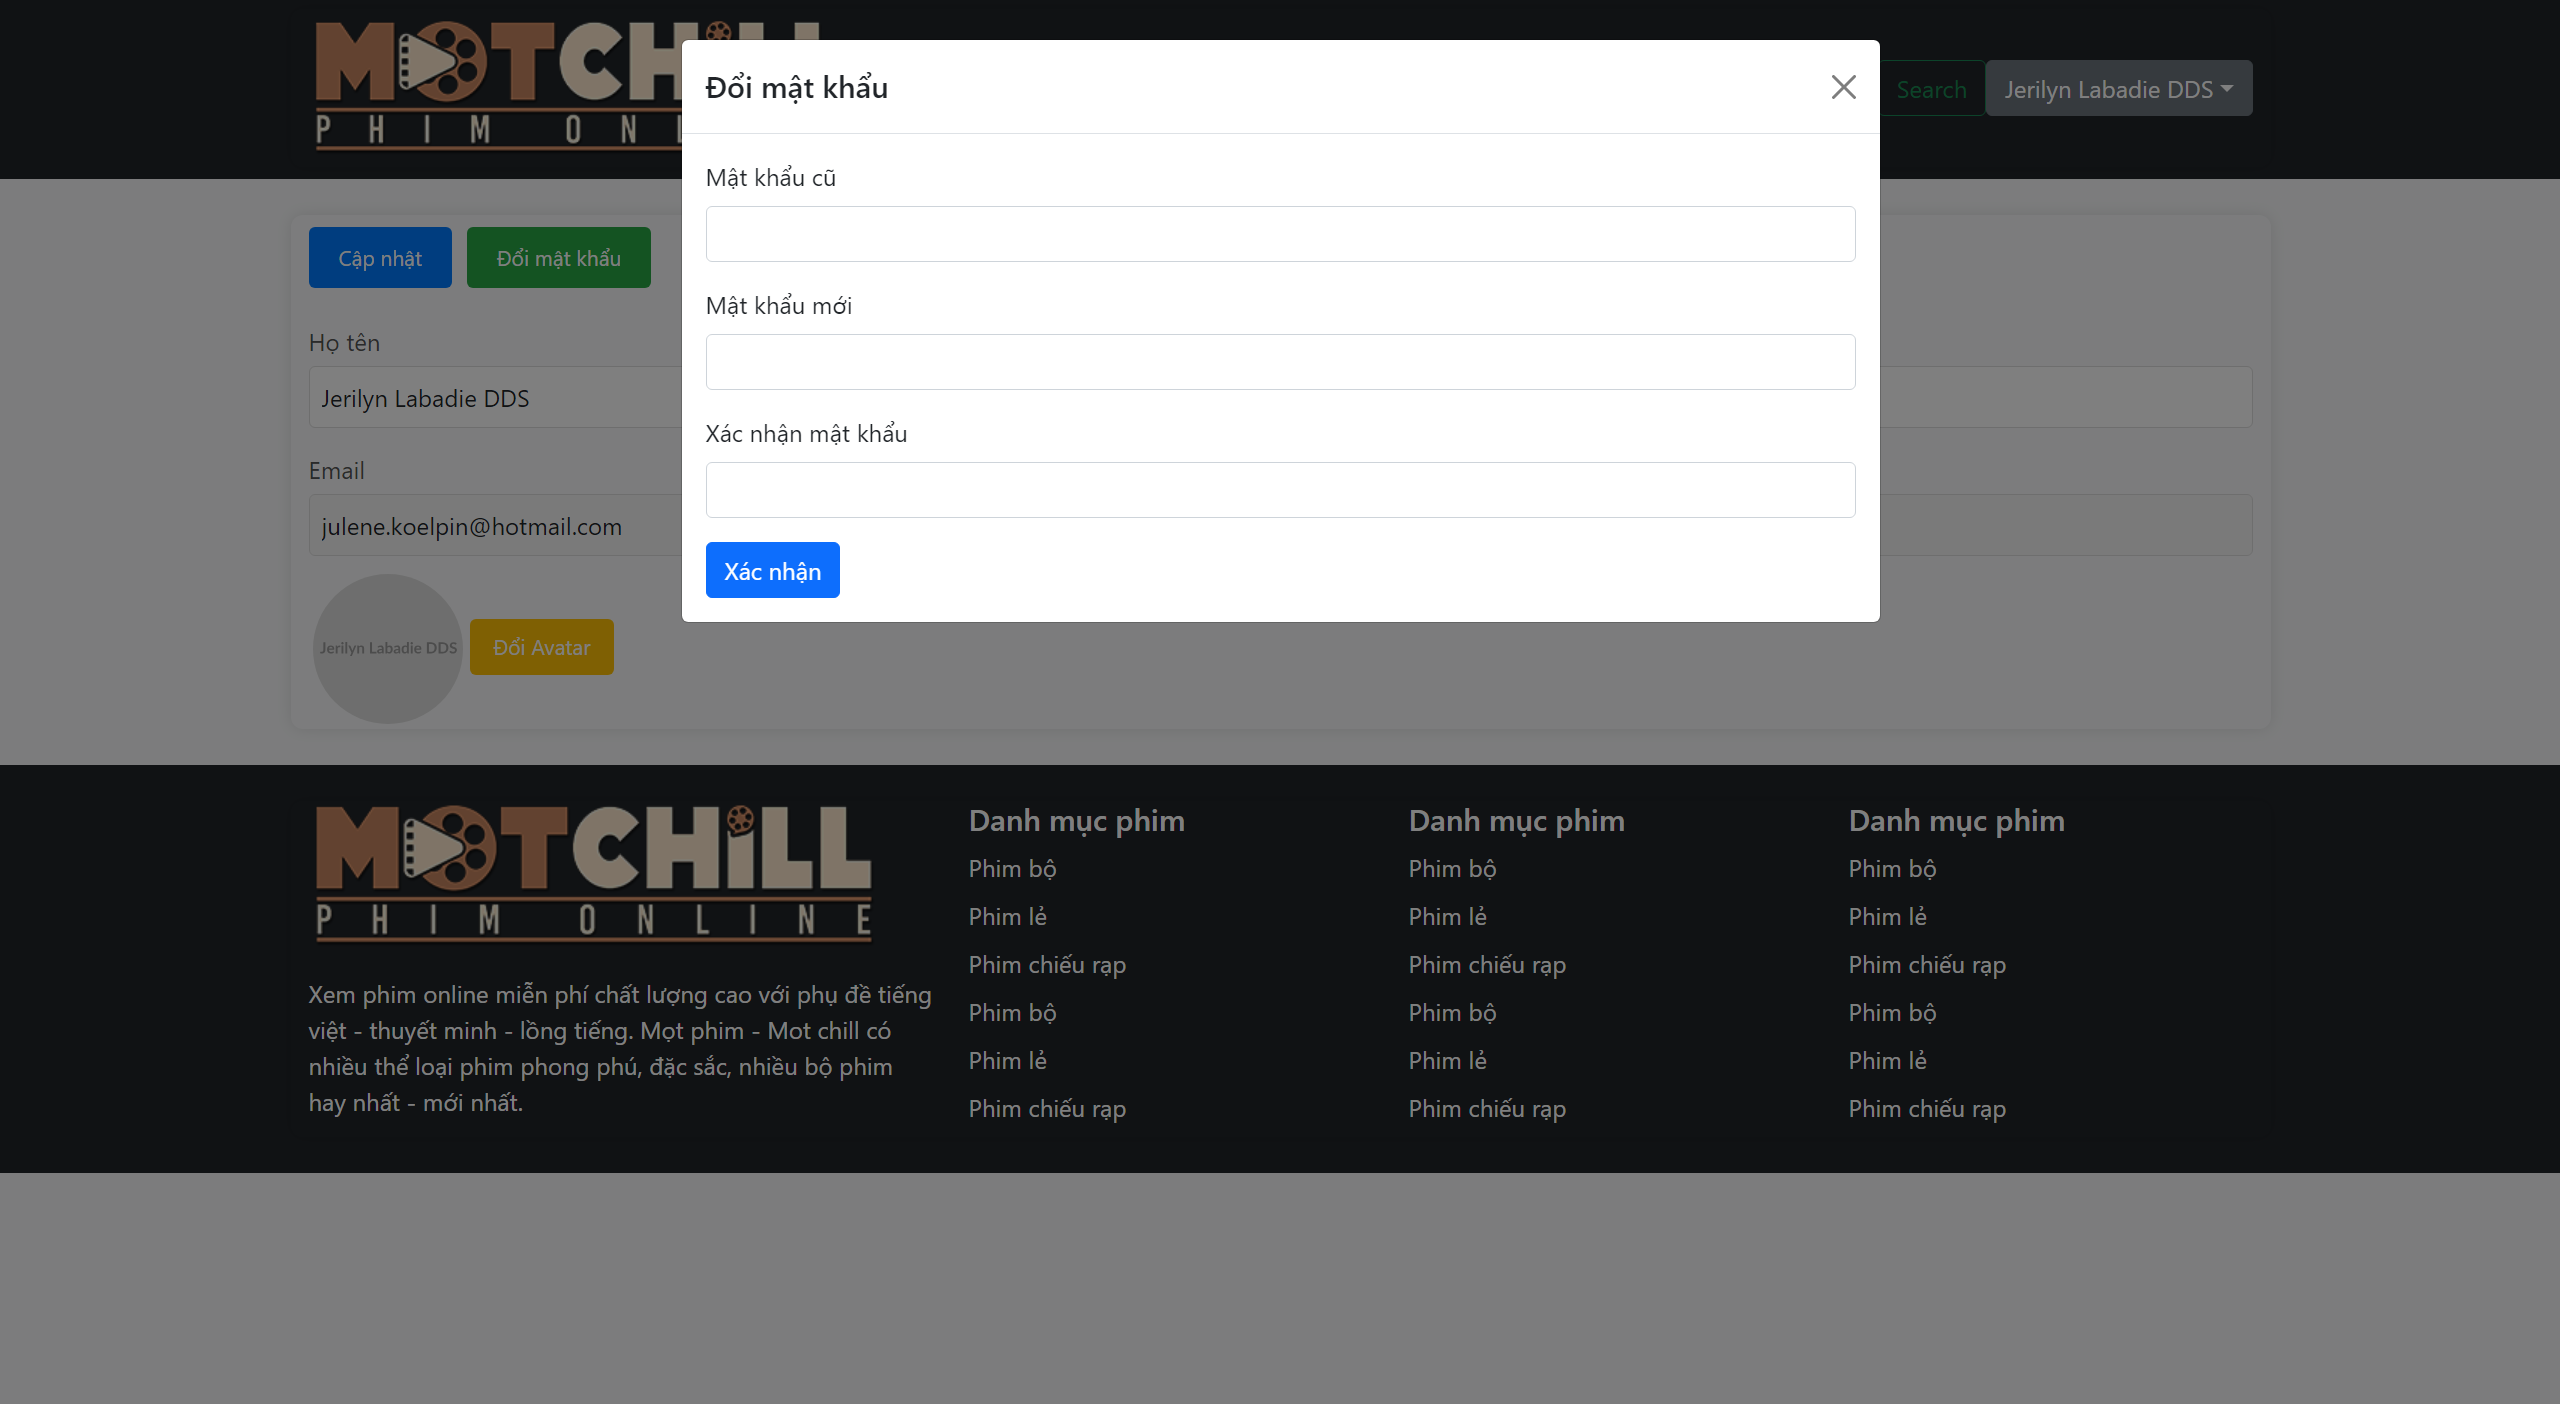 MOTCHILL
PHIM ONL
Search
Jerilyn Labadie DDS
Đổi mật khẩu
Mật khẩu cũ
Mật khẩu mới
Xác nhận mật khẩu
Xác nhận
Cập nhật
Đổi mật khẩu
Họ tên
Jerilyn Labadie DDS
Email
julene.koelpin@hotmail.com
Jerilyn Labadie DDS
Đổi Avatar
MOTCHiLL
PHIM ONLINE
Xem phim online miễn phí chất lượng cao với phụ đề tiếng
việt - thuyết minh - lồng tiếng. Mọt phim - Mot chill có
nhiều thể loại phim phong phú, đặc sắc, nhiều bộ phim
hay nhất - mới nhất.
Danh mục phim
Phim bộ
Phim lẻ
Phim chiếu rạp
Phim bộ
Phim lẻ
Phim chiếu rạp
Danh mục phim
Phim bộ
Phim lẻ
Phim chiếu rạp
Phim bộ
Phim lẻ
Phim chiếu rạp
Danh mục phim
Phim bộ
Phim lẻ
Phim chiếu rạp
Phim bộ
Phim lẻ
Phim chiếu rạp